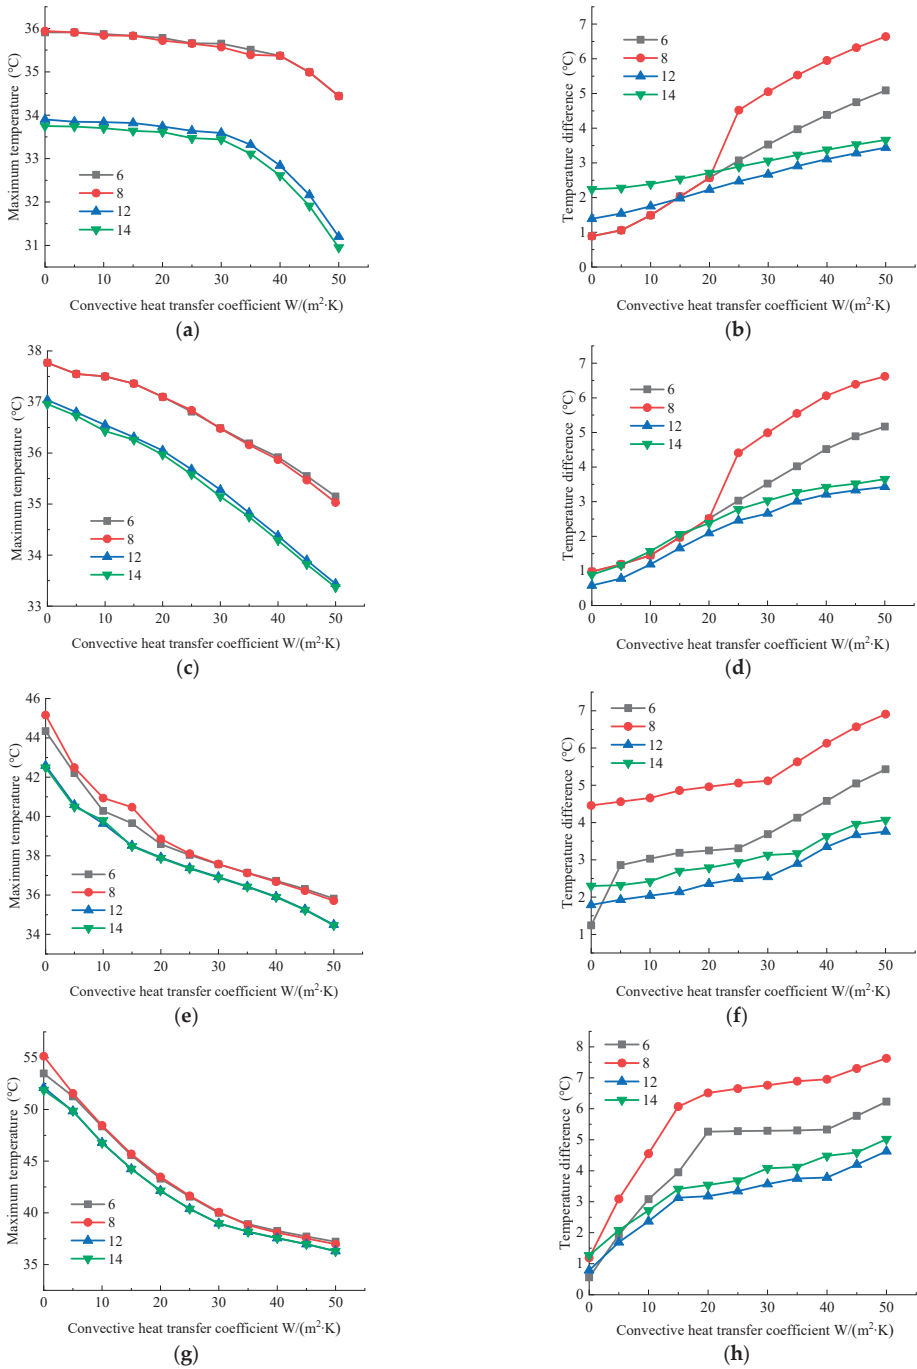 Maximum temperature (°C)
36
35
34
33
32
31
6
8
12
14
0 10 20 30 40 50
Convective heat transfer coefficient W/(m²·K)
(a)
Temperature difference (°C)
7
6
5
4
3
2
1
0
6
8
12
14
0 10 20 30 40 50
Convective heat transfer coefficient W/(m²·K)
(b)
Maximum temperature (°C)
38
37
36
35
34
33
6
8
12
14
0 10 20 30 40 50
Convective heat transfer coefficient W/(m²·K)
(c)
Temperature difference (°C)
7
6
5
4
3
2
1
0
6
8
12
14
0 10 20 30 40 50
Convective heat transfer coefficient W/(m²·K)
(d)
Maximum temperature (°C)
46
44
42
40
38
36
34
6
8
12
14
0 10 20 30 40 50
Convective heat transfer coefficient W/(m²·K)
(e)
Temperature difference (°C)
7
6
5
4
3
2
1
6
8
12
14
0 10 20 30 40 50
Convective heat transfer coefficient W/(m²·K)
(f)
Maximum temperature (°C)
55
50
45
40
35
6
8
12
14
0 10 20 30 40 50
Convective heat transfer coefficient W/(m²·K)
(g)
Temperature difference (°C)
8
7
6
5
4
3
2
1
0
6
8
12
14
0 10 20 30 40 50
Convective heat transfer coefficient W/(m²·K)
(h)